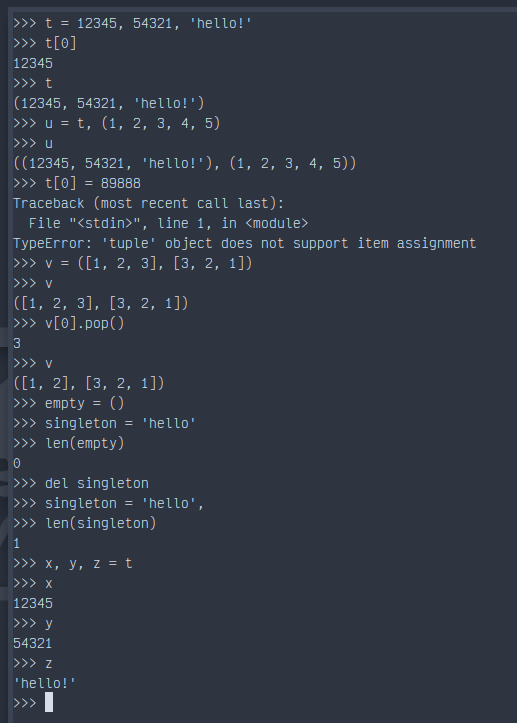 >>> t = 12345, 54321, 'hello!'
>>> t[0]
12345
>>> t
(12345, 54321, 'hello!')
>>> u = t, (1, 2, 3, 4, 5)
>>> u
((12345, 54321, 'hello!'), (1, 2, 3, 4, 5))
>>> t[0] = 89888
Traceback (most recent call last):
  File "<stdin>", line 1, in <module>
TypeError: 'tuple' object does not support item assignment
>>> v = ([1, 2, 3], [3, 2, 1])
>>> v
([1, 2, 3], [3, 2, 1])
>>> v[0].pop()
3
>>> v
([1, 2], [3, 2, 1])
>>> empty = ()
>>> singleton = 'hello'
>>> len(empty)
0
>>> del singleton
>>> singleton = 'hello',
>>> len(singleton)
1
>>> x, y, z = t
>>> x
12345
>>> y
54321
>>> z
'hello!'
>>>